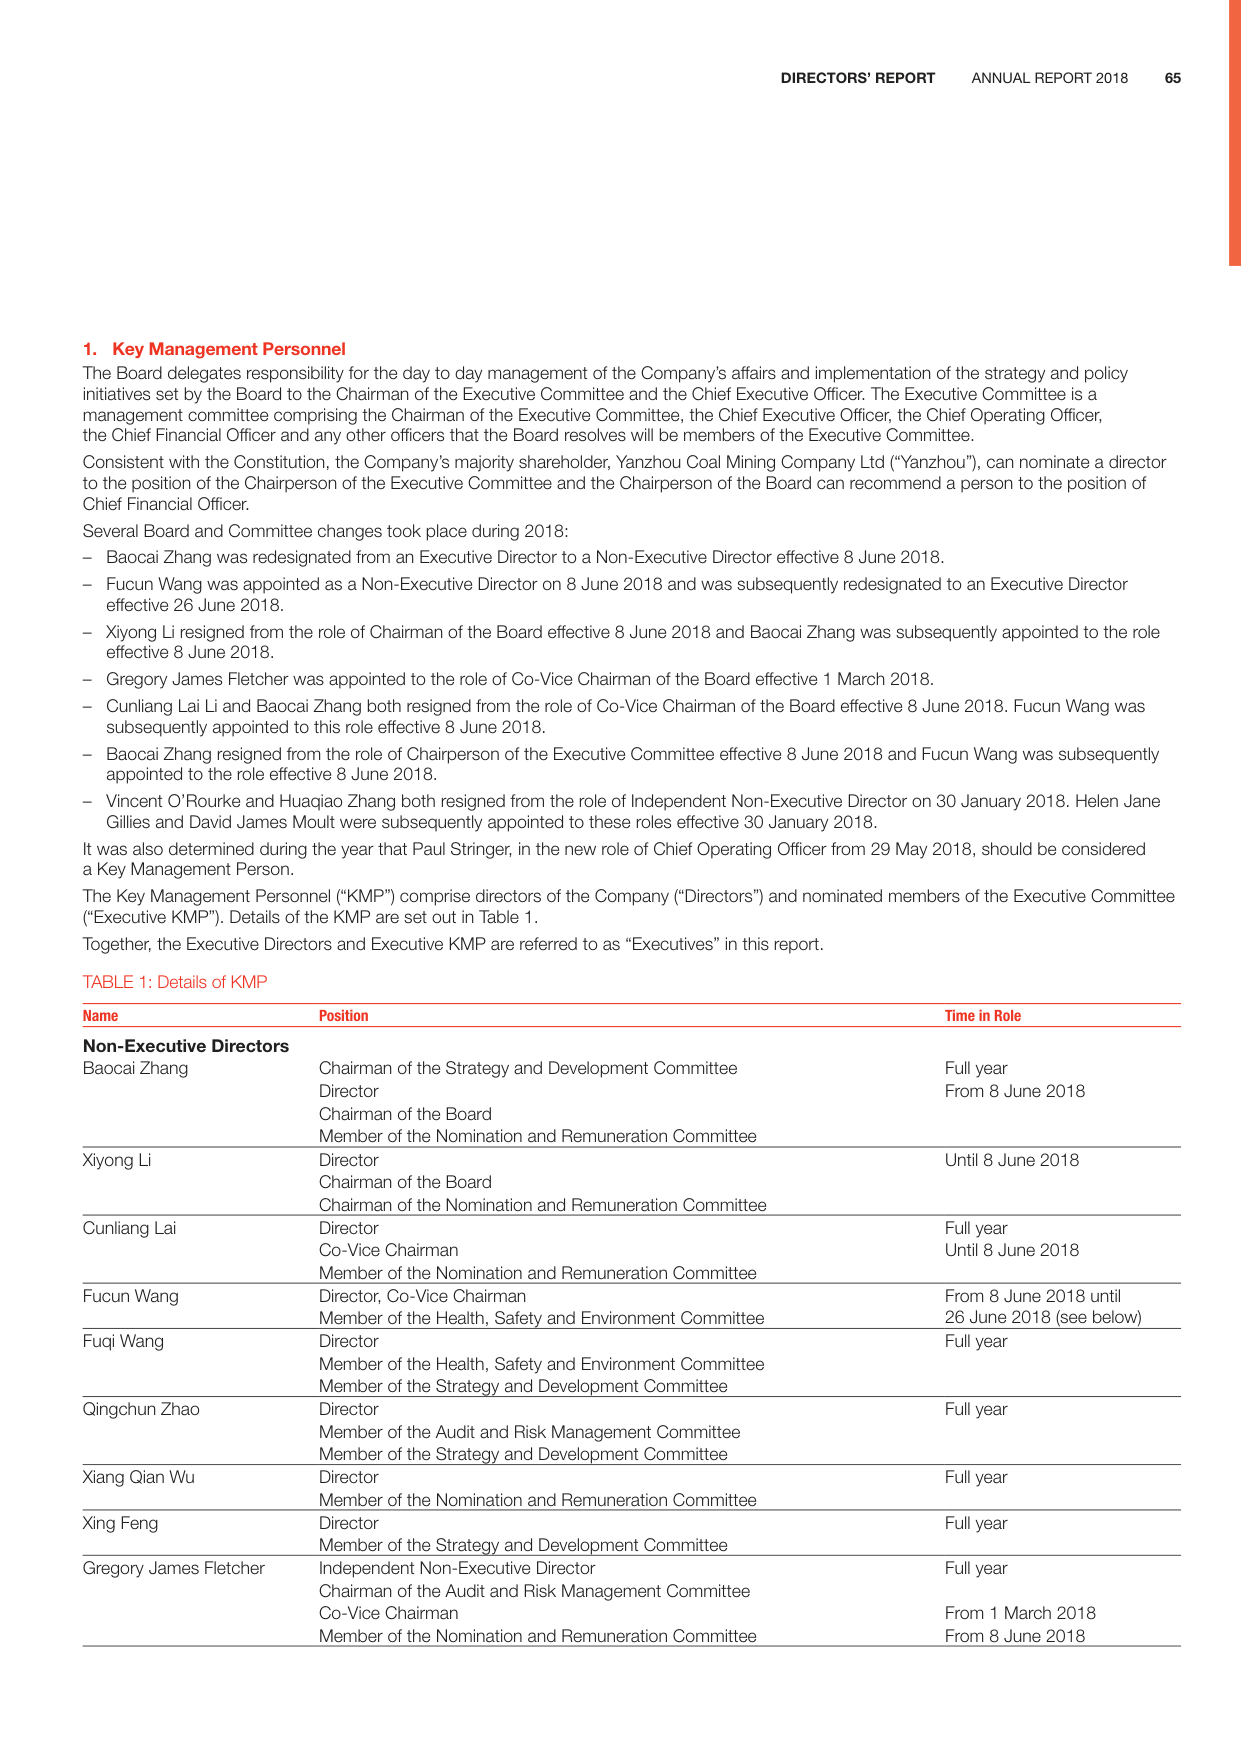 DIRECTORS’ REPORT ANNUAL REPORT 2018 65
1. Key Management Personnel
The Board delegates responsibility for the day to day management of the Company’s affairs and implementation of the strategy and policy
initiatives set by the Board to the Chairman of the Executive Committee and the Chief Executive Officer. The Executive Committee is a
management committee comprising the Chairman of the Executive Committee, the Chief Executive Officer, the Chief Operating Officer,
the Chief Financial Officer and any other officers that the Board resolves will be members of the Executive Committee.
Consistent with the Constitution, the Company’s majority shareholder, Yanzhou Coal Mining Company Ltd (“Yanzhou”), can nominate a director
to the position of the Chairperson of the Executive Committee and the Chairperson of the Board can recommend a person to the position of
Chief Financial Officer.
Several Board and Committee changes took place during 2018:
– Baocai Zhang was redesignated from an Executive Director to a Non-Executive Director effective 8 June 2018.
– Fucun Wang was appointed as a Non-Executive Director on 8 June 2018 and was subsequently redesignated to an Executive Director
effective 26 June 2018.
– Xiyong Li resigned from the role of Chairman of the Board effective 8 June 2018 and Baocai Zhang was subsequently appointed to the role
effective 8 June 2018.
– Gregory James Fletcher was appointed to the role of Co-Vice Chairman of the Board effective 1 March 2018.
– Cunliang Lai Li and Baocai Zhang both resigned from the role of Co-Vice Chairman of the Board effective 8 June 2018. Fucun Wang was
subsequently appointed to this role effective 8 June 2018.
– Baocai Zhang resigned from the role of Chairperson of the Executive Committee effective 8 June 2018 and Fucun Wang was subsequently
appointed to the role effective 8 June 2018.
– Vincent O’Rourke and Huaqiao Zhang both resigned from the role of Independent Non-Executive Director on 30 January 2018. Helen Jane
Gillies and David James Moult were subsequently appointed to these roles effective 30 January 2018.
It was also determined during the year that Paul Stringer, in the new role of Chief Operating Officer from 29 May 2018, should be considered
a Key Management Person.
The Key Management Personnel (“KMP”) comprise directors of the Company (“Directors”) and nominated members of the Executive Committee
(“Executive KMP”). Details of the KMP are set out in Table 1.
Together, the Executive Directors and Executive KMP are referred to as “Executives” in this report.
TABLE 1: Details of KMP
Name Position Time in Role
Non-Executive Directors
Baocai Zhang Chairman of the Strategy and Development Committee Full year
Director From 8 June 2018
Chairman of the Board
Member of the Nomination and Remuneration Committee
Xiyong Li Director Until 8 June 2018
Chairman of the Board
Chairman of the Nomination and Remuneration Committee
Cunliang Lai Director Full year
Co-Vice Chairman Until 8 June 2018
Member of the Nomination and Remuneration Committee
Fucun Wang Director, Co-Vice Chairman From 8 June 2018 until
Member of the Health, Safety and Environment Committee 26 June 2018 (see below)
Fuqi Wang Director Full year
Member of the Health, Safety and Environment Committee
Member of the Strategy and Development Committee
Qingchun Zhao Director Full year
Member of the Audit and Risk Management Committee
Member of the Strategy and Development Committee
Xiang Qian Wu Director Full year
Member of the Nomination and Remuneration Committee
Xing Feng Director Full year
Member of the Strategy and Development Committee
Gregory James Fletcher Independent Non-Executive Director Full year
Chairman of the Audit and Risk Management Committee
Co-Vice Chairman From 1 March 2018
Member of the Nomination and Remuneration Committee From 8 June 2018